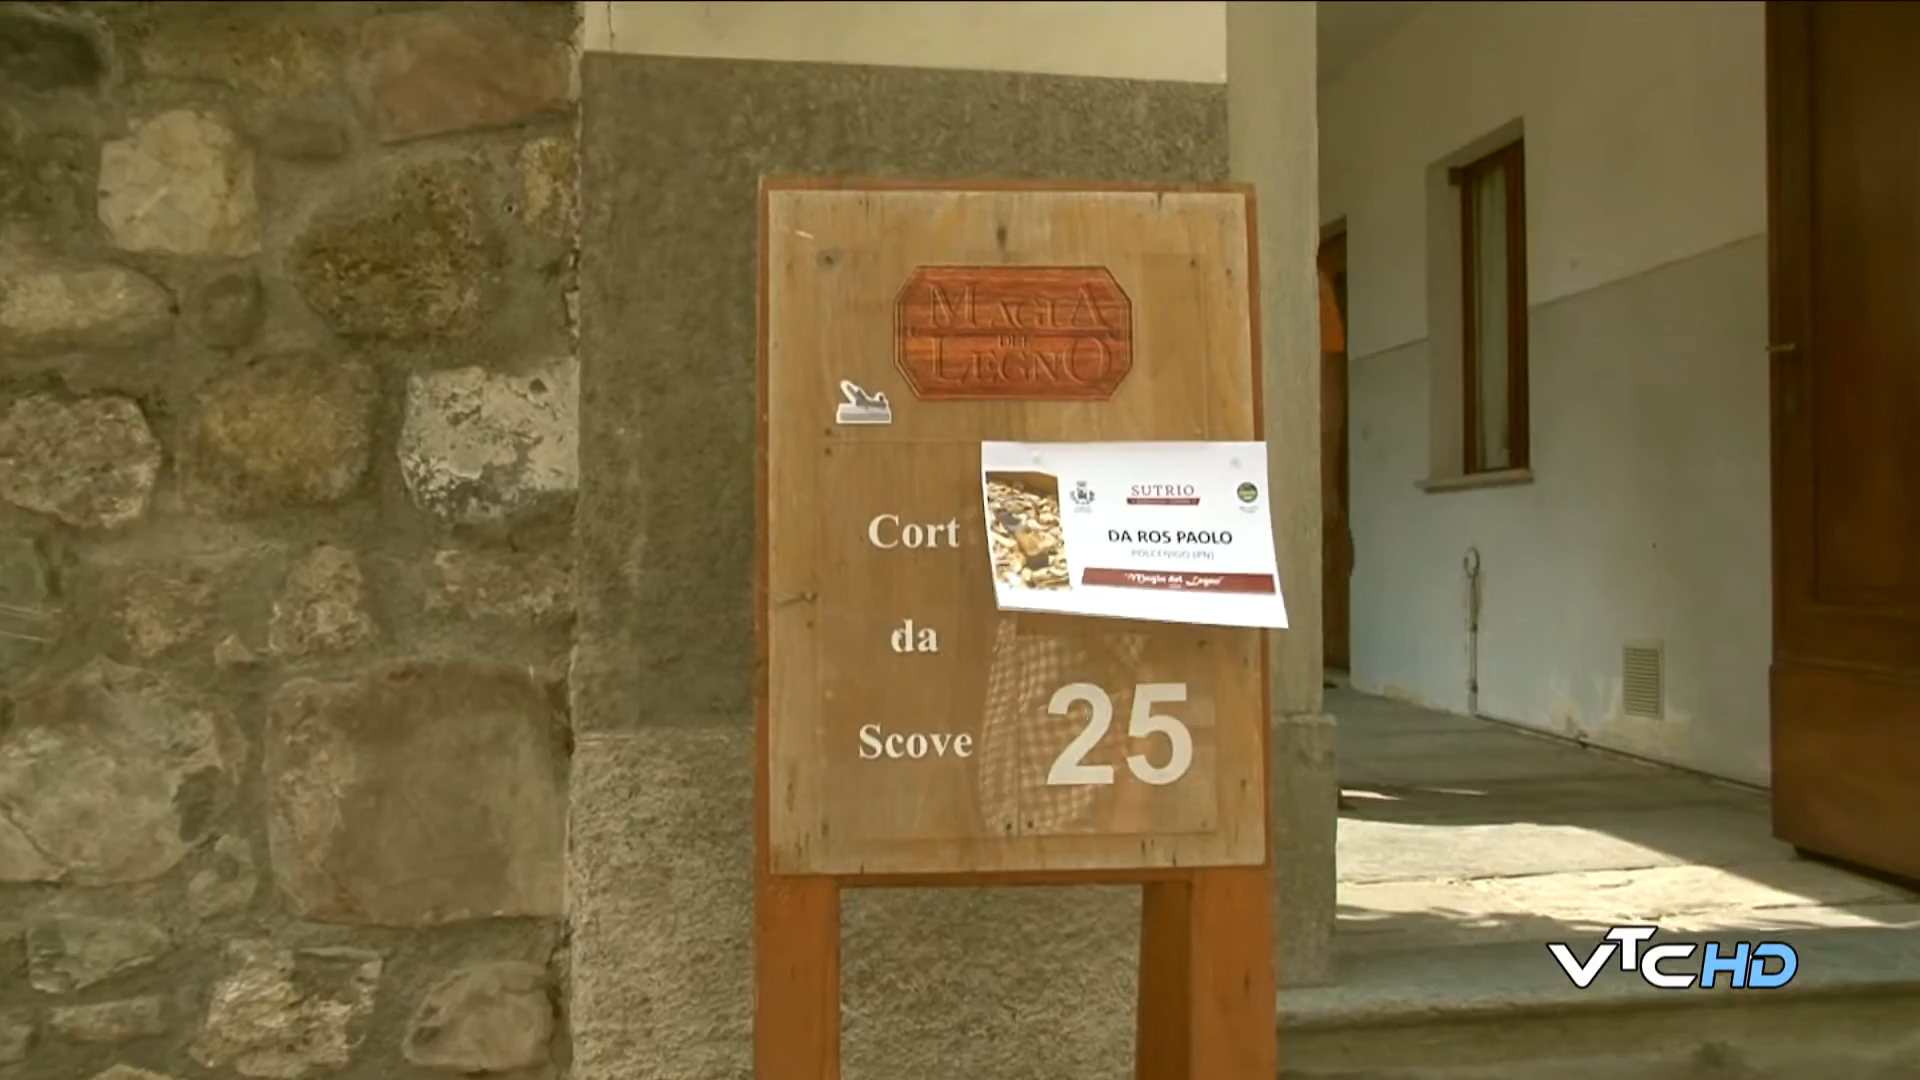 MAGIA
DEL
LEGNO
SUTRIO
DA ROS PAOLO
POLCENIGO (PN)
"Magia del Legno"
Cort
da
Scove
25
VTCHD